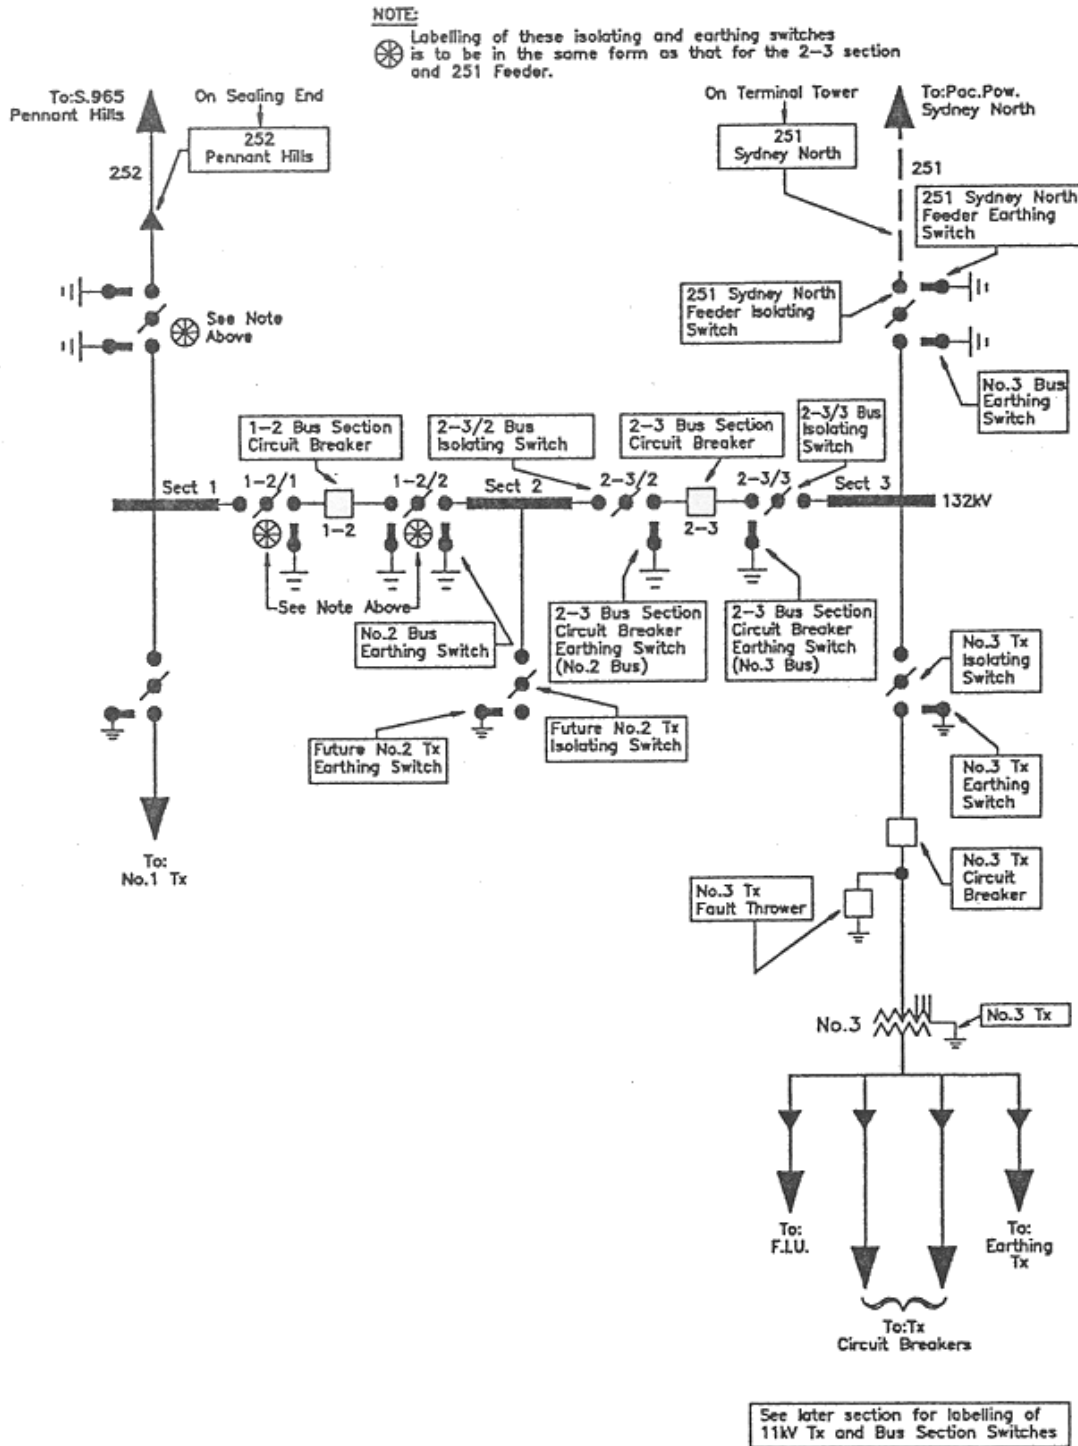 NOTE:
Labelling of these isolating and earthing switches
is to be in the same form as that for the 2-3 section
and 251 Feeder.
To:S.965
Pennant Hills
On Sealing End
252
Pennant Hills
252
On Terminal Tower
251
Sydney North
To:Pac.Pow.
Sydney North
251
251 Sydney North
Feeder Earthing
Switch
251 Sydney North
Feeder Isolating
Switch
See Note
Above
No.3 Bus
Earthing
Switch
1-2 Bus Section
Circuit Breaker
2-3/2 Bus
Isolating Switch
2-3 Bus Section
Circuit Breaker
2-3/3 Bus
Isolating
Switch
Sect 1
1-2/1
1-2/2
Sect 2
2-3/2
2-3/3
Sect 3
132kV
1-2
2-3
See Note Above
No.2 Bus
Earthing Switch
2-3 Bus Section
Circuit Breaker
Earthing Switch
(No.2 Bus)
2-3 Bus Section
Circuit Breaker
Earthing Switch
(No.3 Bus)
No.3 Tx
Isolating
Switch
Future No.2 Tx
Earthing Switch
Future No.2 Tx
Isolating Switch
No.3 Tx
Earthing
Switch
To:
No.1 Tx
No.3 Tx
Circuit
Breaker
No.3 Tx
Fault Thrower
No.3
No.3 Tx
To:
F.I.U.
To:
Earthing
Tx
To:Tx
Circuit Breakers
See later section for labelling of
11kV Tx and Bus Section Switches